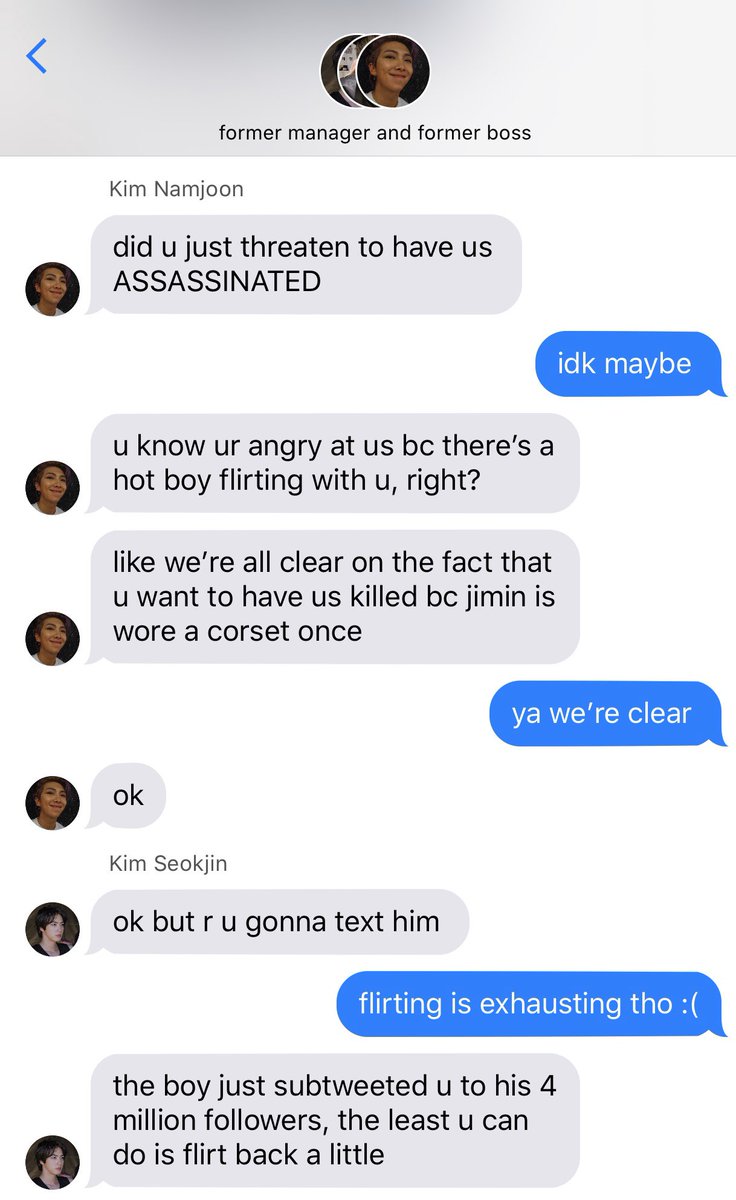 former manager and former boss
Kim Namjoon
did u just threaten to have us
ASSASSINATED
idk maybe
u know ur angry at us bc there’s a
hot boy flirting with u, right?
like we’re all clear on the fact that
u want to have us killed bc jimin is
wore a corset once
ya we’re clear
ok
Kim Seokjin
ok but r u gonna text him
flirting is exhausting tho :(
the boy just subtweeted u to his 4
million followers, the least u can
do is flirt back a little